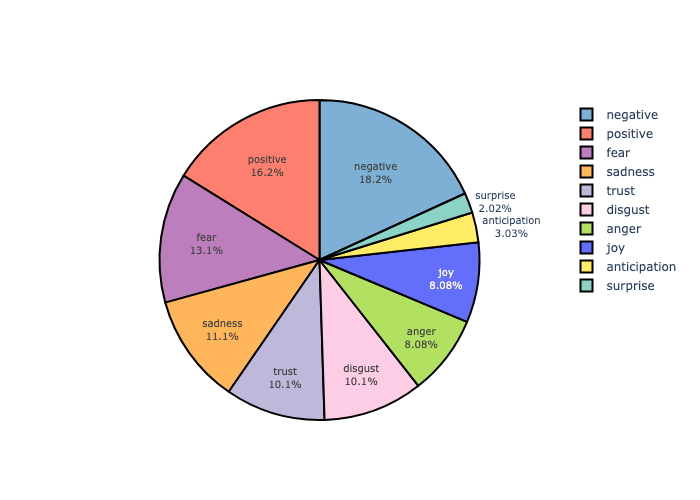 positive
16.2%
negative
18.2%
surprise
2.02%
anticipation
3.03%
fear
13.1%
joy
8.08%
sadness
11.1%
anger
8.08%
trust
10.1%
disgust
10.1%
negative
positive
fear
sadness
trust
disgust
anger
joy
anticipation
surprise